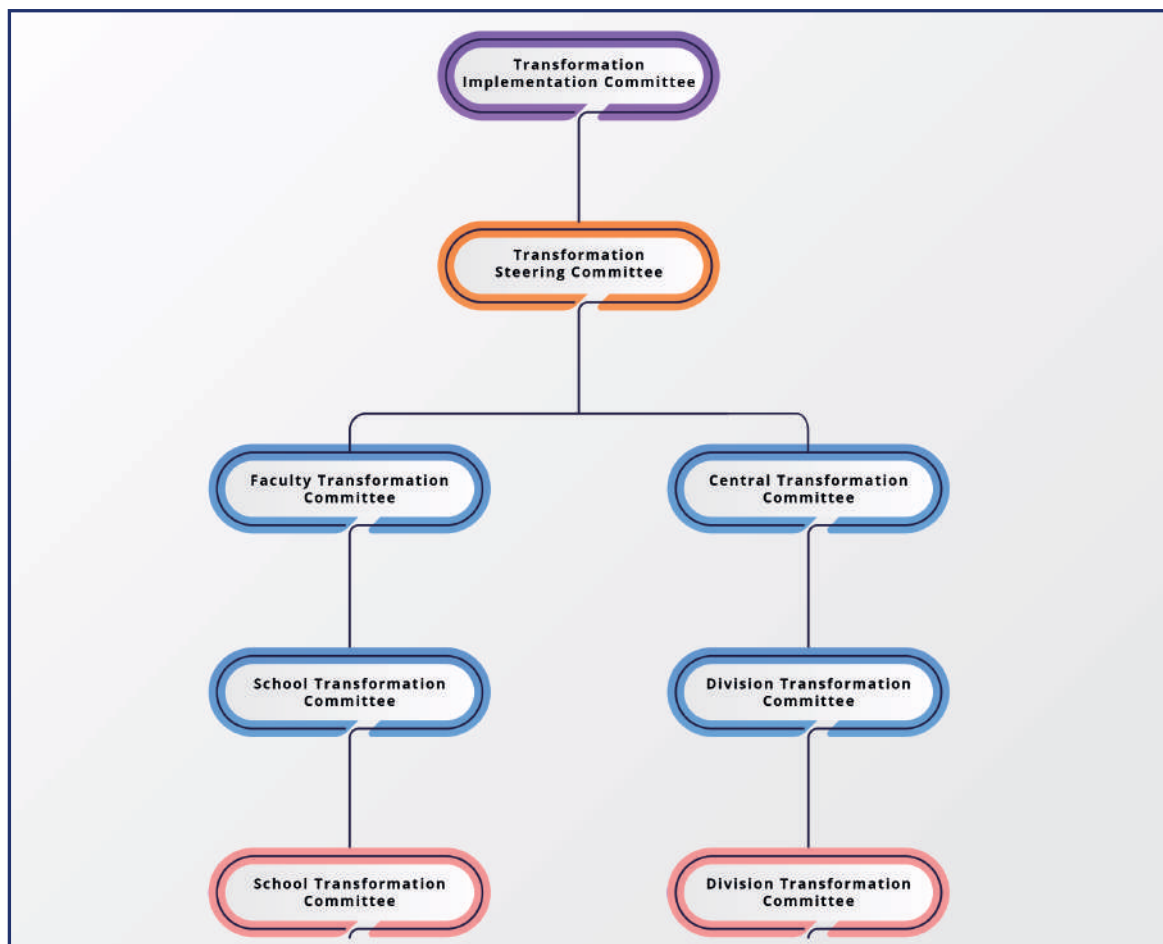 Transformation
Implementation Committee
Transformation
Steering Committee
Faculty Transformation
Committee
Central Transformation
Committee
School Transformation
Committee
Division Transformation
Committee
School Transformation
Committee
Division Transformation
Committee